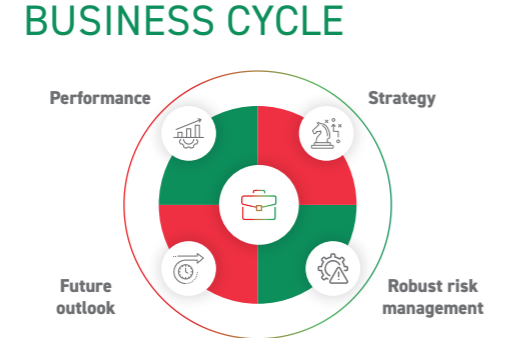 BUSINESS CYCLE
Performance
Strategy
Future
outlook
Robust risk
management